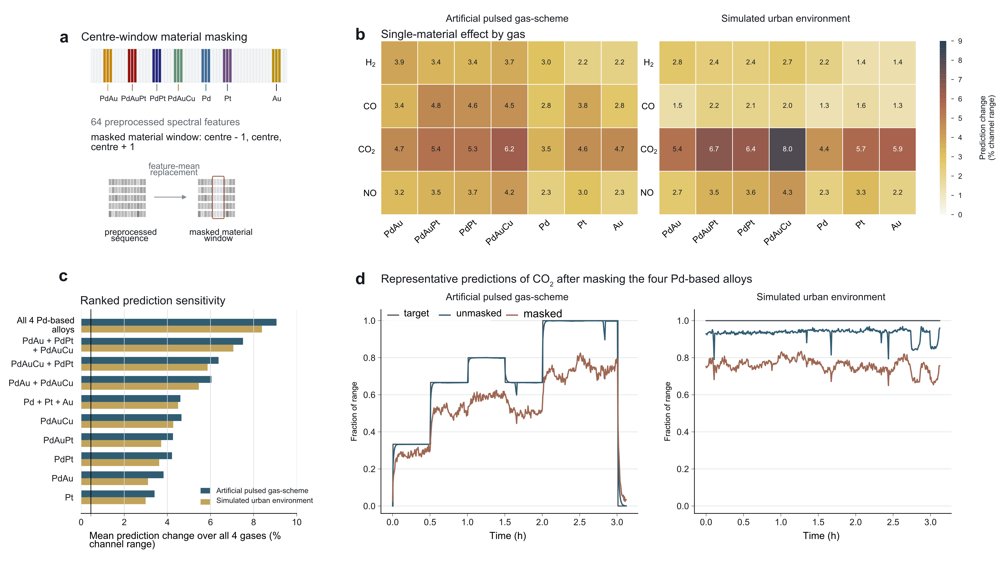 a
Centre-window material masking
PdAu PdAuPt PdPt PdAuCu Pd Pt Au
64 preprocessed spectral features
masked material window: centre - 1, centre,
centre + 1
feature-mean
replacement
preprocessed
sequence
masked material
window
b
Artificial pulsed gas-scheme
Simulated urban environment
Single-material effect by gas
H2 3.9 3.4 3.4 3.7 3.0 2.2 2.2
CO 3.4 4.8 4.6 4.5 2.8 3.8 2.8
CO2 4.7 5.4 5.3 6.2 3.5 4.6 4.7
NO 3.2 3.5 3.7 4.2 2.3 3.0 2.3
PdAu PdAuPt PdPt PdAuCu Pd Pt Au
H2 2.8 2.4 2.4 2.7 2.2 1.4 1.4
CO 1.5 2.2 2.1 2.0 1.3 1.6 1.3
CO2 5.4 6.7 6.4 8.0 4.4 5.7 5.9
NO 2.7 3.5 3.6 4.3 2.3 3.3 2.2
PdAu PdAuPt PdPt PdAuCu Pd Pt Au
9
8
7
6
5
4
3
2
1
0
Prediction change
(% channel range)
c
Ranked prediction sensitivity
All 4 Pd-based
alloys
PdAu + PdPt
+ PdAuCu
PdAuCu + PdPt
PdAu + PdAuCu
Pd + Pt + Au
PdAuCu
PdAuPt
PdPt
PdAu
Pt
Artificial pulsed gas-scheme
Simulated urban environment
0 2 4 6 8 10
Mean prediction change over all 4 gases (%
channel range)
d
Representative predictions of CO2 after masking the four Pd-based alloys
Artificial pulsed gas-scheme
target unmasked masked
1.0
0.8
0.6
0.4
0.2
0.0
Fraction of range
0.0 0.5 1.0 1.5 2.0 2.5 3.0
Time (h)
Simulated urban environment
1.0
0.8
0.6
0.4
0.2
0.0
Fraction of range
0.0 0.5 1.0 1.5 2.0 2.5 3.0
Time (h)